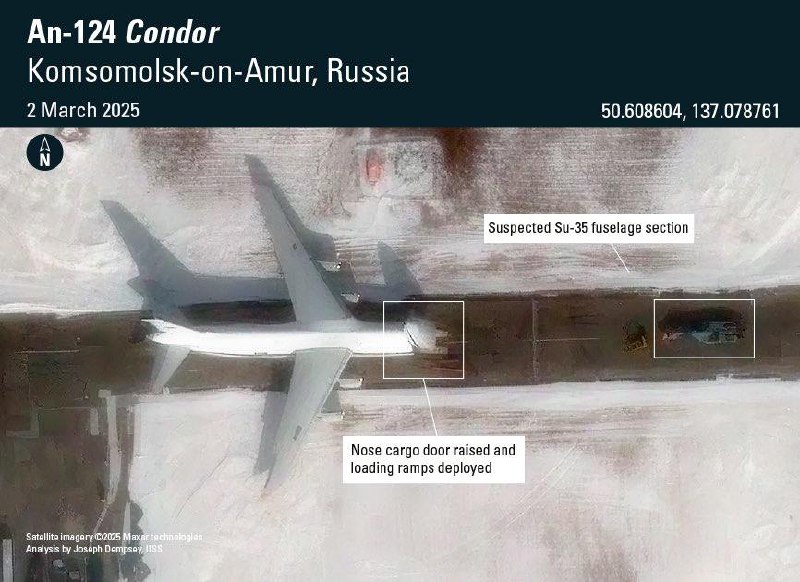 An-124 Condor
Komsomolsk-on-Amur, Russia
2 March 2025
50.608604, 137.078761
N
Suspected Su-35 fuselage section
Nose cargo door raised and
loading ramps deployed
Satellite imagery ©2025 Maxar technologies
Analysis by Joseph Dempsey, IISS